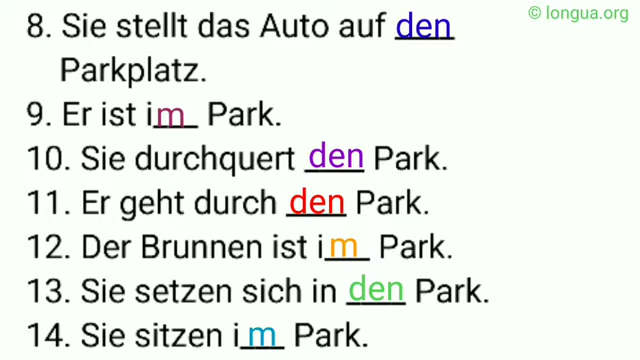 © longua.org
8. Sie stellt das Auto auf den
Parkplatz.
9. Er ist im Park.
10. Sie durchquert den Park.
11. Er geht durch den Park.
12. Der Brunnen ist im Park.
13. Sie setzen sich in den Park.
14. Sie sitzen im Park.